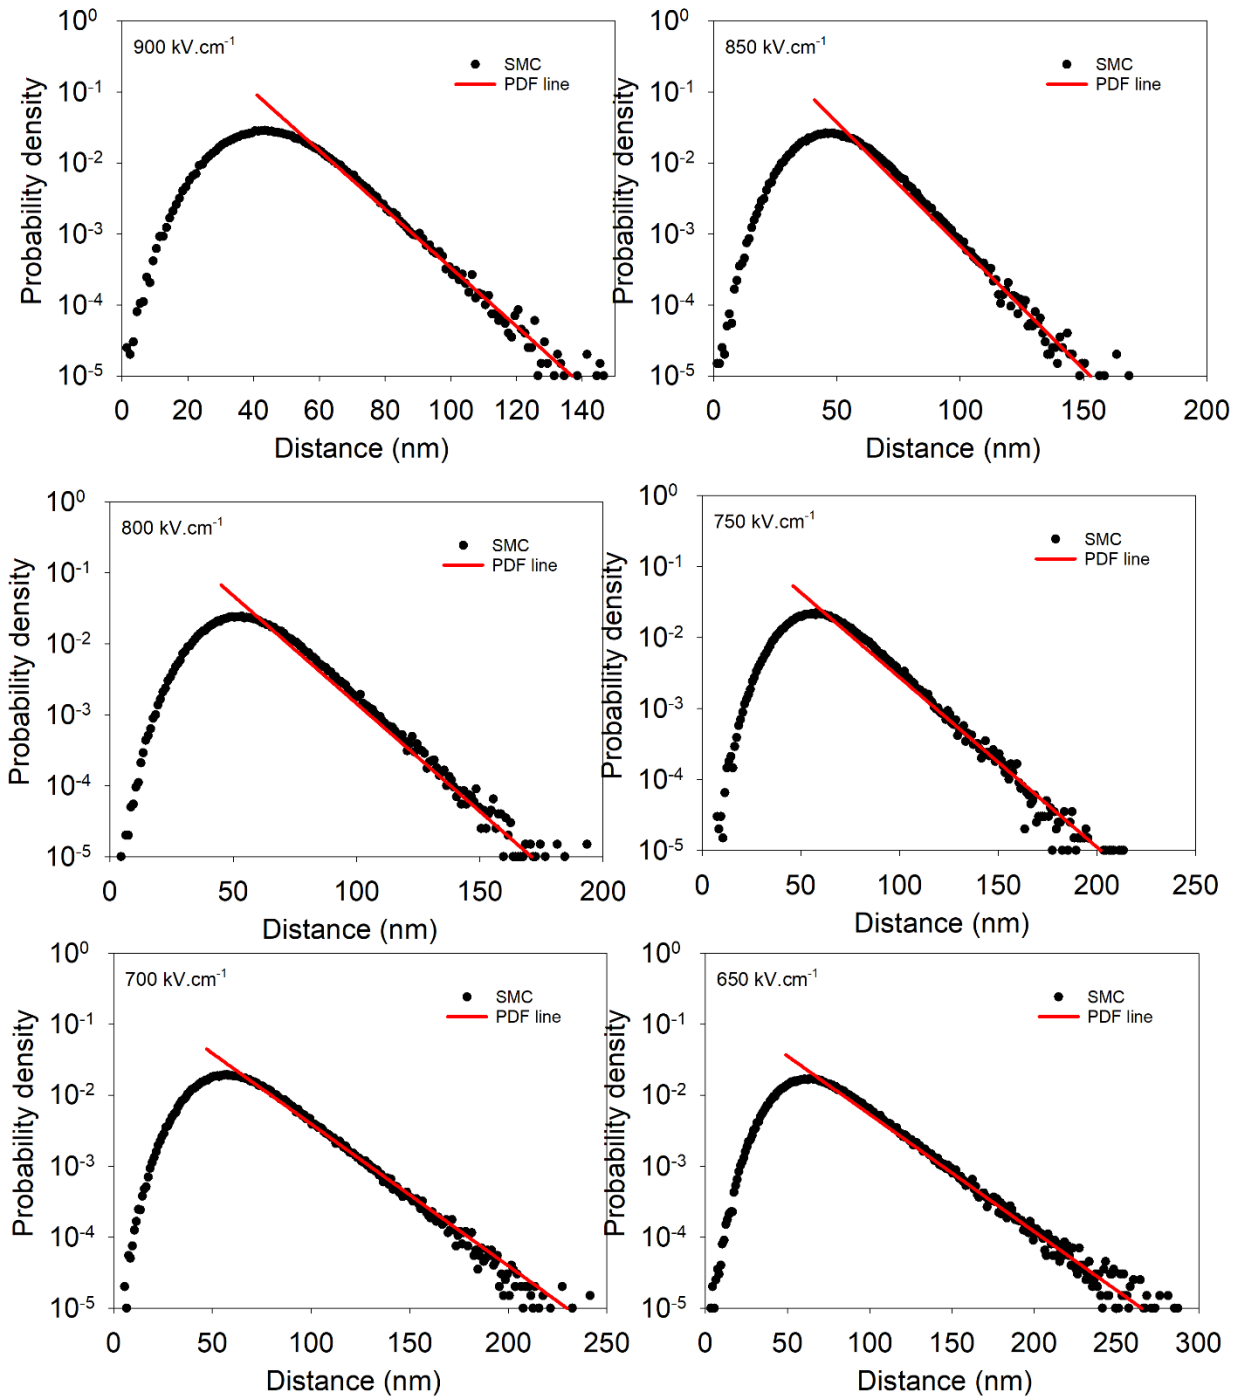 900 kV.cm⁻¹
SMC
PDF line
10⁰
10⁻¹
10⁻²
10⁻³
10⁻⁴
10⁻⁵
Probability density
0 20 40 60 80 100 120 140
Distance (nm)
850 kV.cm⁻¹
SMC
PDF line
10⁰
10⁻¹
10⁻²
10⁻³
10⁻⁴
10⁻⁵
Probability density
0 50 100 150 200
Distance (nm)
800 kV.cm⁻¹
SMC
PDF line
10⁰
10⁻¹
10⁻²
10⁻³
10⁻⁴
10⁻⁵
Probability density
0 50 100 150 200
Distance (nm)
750 kV.cm⁻¹
SMC
PDF line
10⁰
10⁻¹
10⁻²
10⁻³
10⁻⁴
10⁻⁵
Probability density
0 50 100 150 200 250
Distance (nm)
700 kV.cm⁻¹
SMC
PDF line
10⁰
10⁻¹
10⁻²
10⁻³
10⁻⁴
10⁻⁵
Probability density
0 50 100 150 200 250
Distance (nm)
650 kV.cm⁻¹
SMC
PDF line
10⁰
10⁻¹
10⁻²
10⁻³
10⁻⁴
10⁻⁵
Probability density
0 50 100 150 200 250 300
Distance (nm)